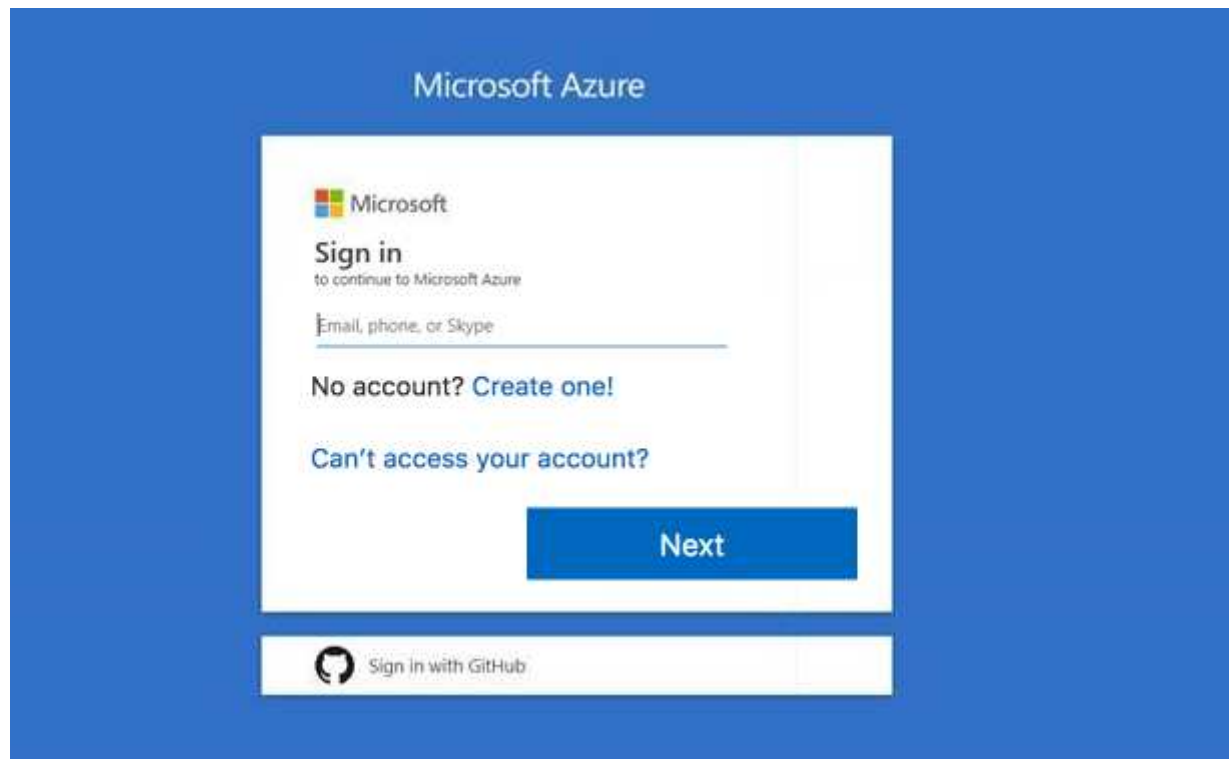 Microsoft Azure
Microsoft
Sign in
to continue to Microsoft Azure
Email, phone, or Skype
No account? Create one!
Can't access your account?
Next
Sign in with GitHub